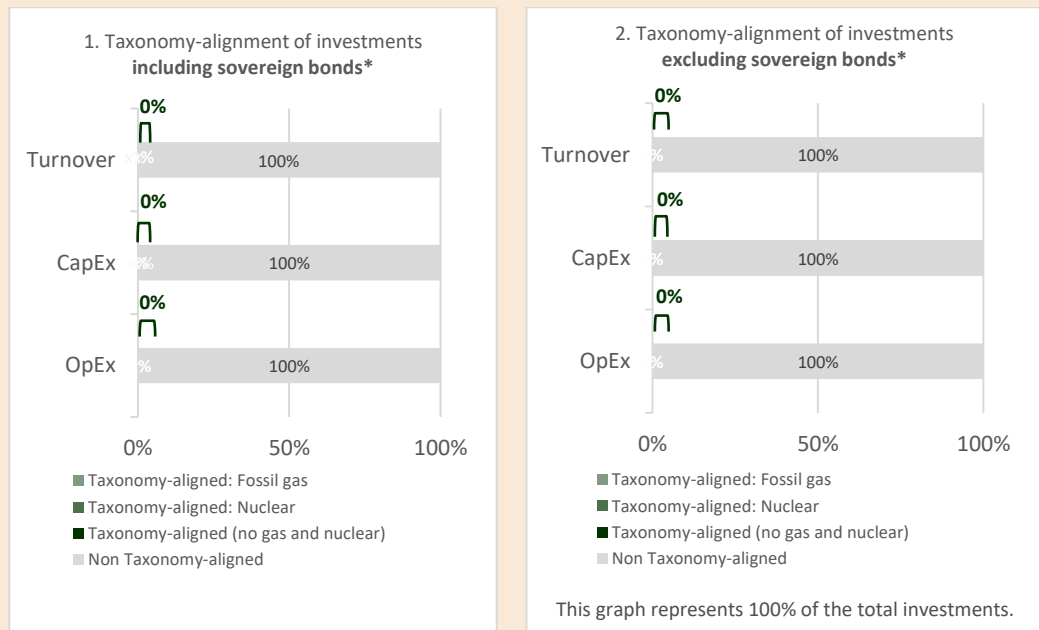 1. Taxonomy-alignment of investments
including sovereign bonds*
0%
Turnover
100%
0%
CapEx
100%
0%
OpEx
100%
0%
50%
100%
Taxonomy-aligned: Fossil gas
Taxonomy-aligned: Nuclear
Taxonomy-aligned (no gas and nuclear)
Non Taxonomy-aligned
2. Taxonomy-alignment of investments
excluding sovereign bonds*
0%
Turnover
%
100%
0%
CapEx
%
100%
0%
OpEx
%
100%
0%
50%
100%
Taxonomy-aligned: Fossil gas
Taxonomy-aligned: Nuclear
Taxonomy-aligned (no gas and nuclear)
Non Taxonomy-aligned
This graph represents 100% of the total investments.